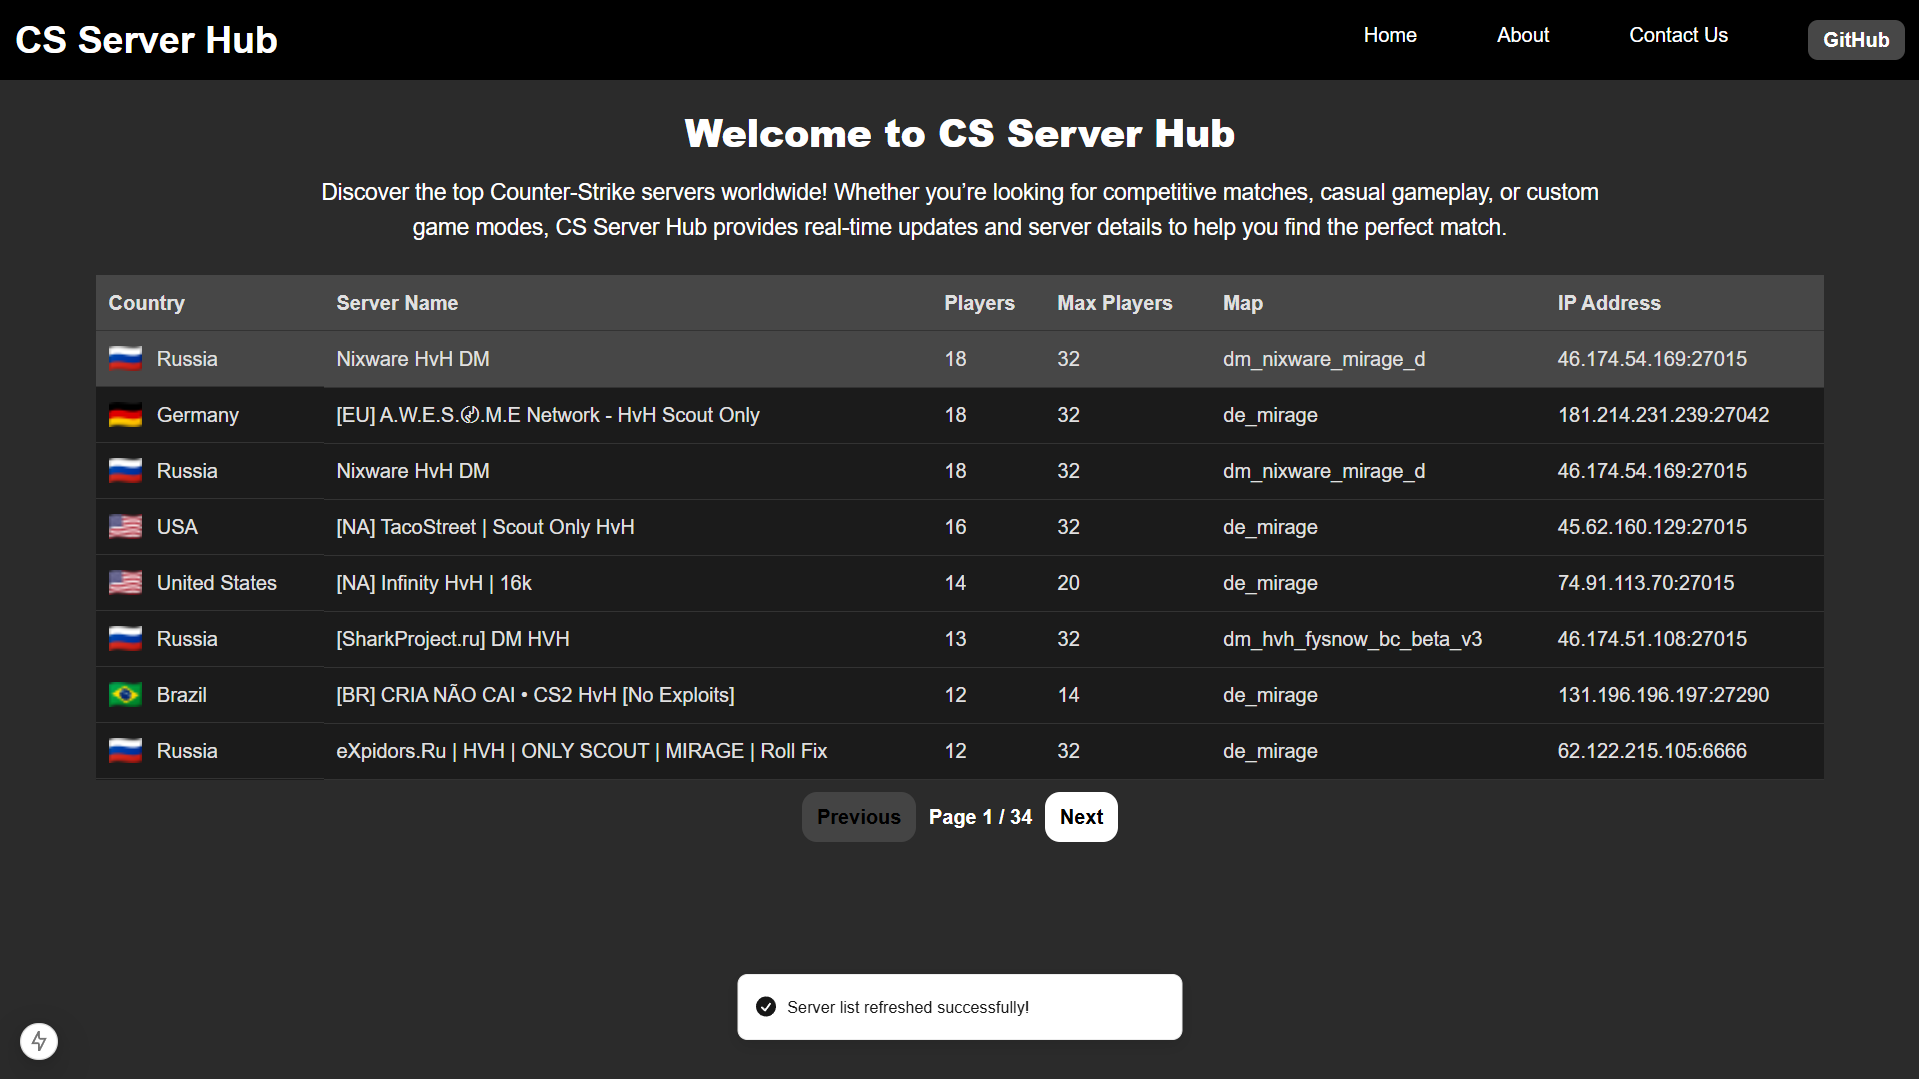 CS Server Hub
Home About Contact Us GitHub
Welcome to CS Server Hub
Discover the top Counter-Strike servers worldwide! Whether you’re looking for competitive matches, casual gameplay, or custom
game modes, CS Server Hub provides real-time updates and server details to help you find the perfect match.
Country Server Name Players Max Players Map IP Address
Russia Nixware HvH DM 18 32 dm_nixware_mirage_d 46.174.54.169:27015
Germany [EU] A.W.E.S..M.E Network - HvH Scout Only 18 32 de_mirage 181.214.231.239:27042
Russia Nixware HvH DM 18 32 dm_nixware_mirage_d 46.174.54.169:27015
USA [NA] TacoStreet | Scout Only HvH 16 32 de_mirage 45.62.160.129:27015
United States [NA] Infinity HvH | 16k 14 20 de_mirage 74.91.113.70:27015
Russia [SharkProject.ru] DM HVH 13 32 dm_hvh_fysnow_bc_beta_v3 46.174.51.108:27015
Brazil [BR] CRIA NÃO CAI • CS2 HvH [No Exploits] 12 14 de_mirage 131.196.196.197:27290
Russia eXpidors.Ru | HVH | ONLY SCOUT | MIRAGE | Roll Fix 12 32 de_mirage 62.122.215.105:6666
Previous Page 1 / 34 Next
Server list refreshed successfully!